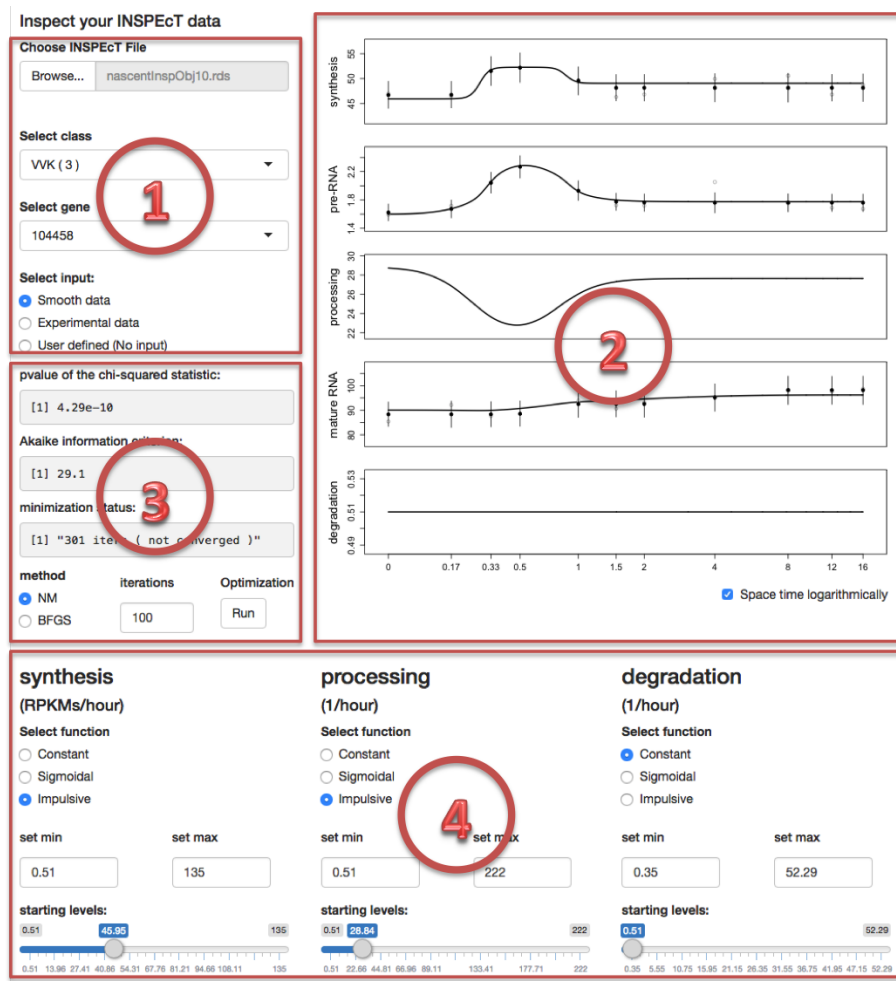 Inspect your INSPEcT data
Choose INSPEcT File
Browse... nascentInspObj10.rds
Select class
VVK ( 3 )
Select gene
104458
Select input:
Smooth data
Experimental data
User defined (No input)
1
pvalue of the chi-squared statistic:
[1] 4.29e-10
Akaike information criterion:
[1] 29.1
minimization status:
[1] "301 iters ( not converged )"
method iterations Optimization
NM
BFGS
100
Run
3
synthesis
45 50 55
pre-RNA
1.4 1.8 2.2
processing
22 24 26 28
mature RNA
80 90 100
degradation
0.49 0.51 0.53
0 0.17 0.33 0.5 1 1.5 2 4 8 12 16
Space time logarithmically
2
synthesis
(RPKMs/hour)
Select function
Constant
Sigmoidal
Impulsive
set min set max
0.51 135
starting levels:
0.51 45.95 135
0.51 13.96 27.41 40.86 54.31 67.76 81.21 94.66 108.11 135
processing
(1/hour)
Select function
Constant
Sigmoidal
Impulsive
set min set max
0.51 222
starting levels:
0.51 28.84 222
0.51 22.66 44.81 66.96 89.11 133.41 177.71 222
degradation
(1/hour)
Select function
Constant
Sigmoidal
Impulsive
set min set max
0.35 52.29
starting levels:
0.51 52.29
0.35 5.55 10.75 15.95 21.15 26.35 31.55 36.75 41.95 47.15 52.29
4